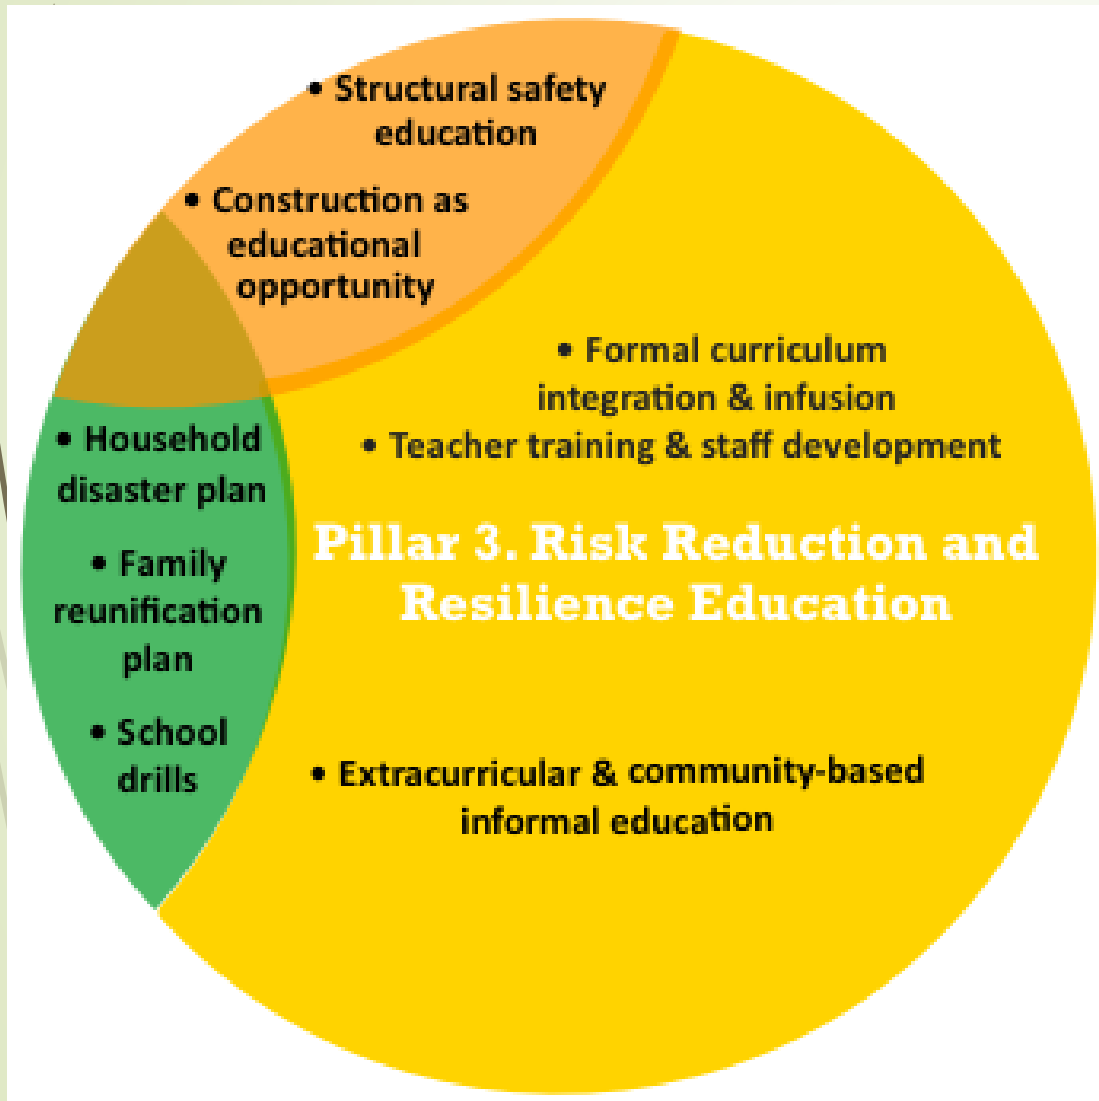 • Structural safety
education
• Construction as
educational
opportunity
• Formal curriculum
integration & infusion
• Teacher training & staff development
• Household
disaster plan
• Family
reunification
plan
• School
drills
Pillar 3. Risk Reduction and
Resilience Education
• Extracurricular & community-based
informal education